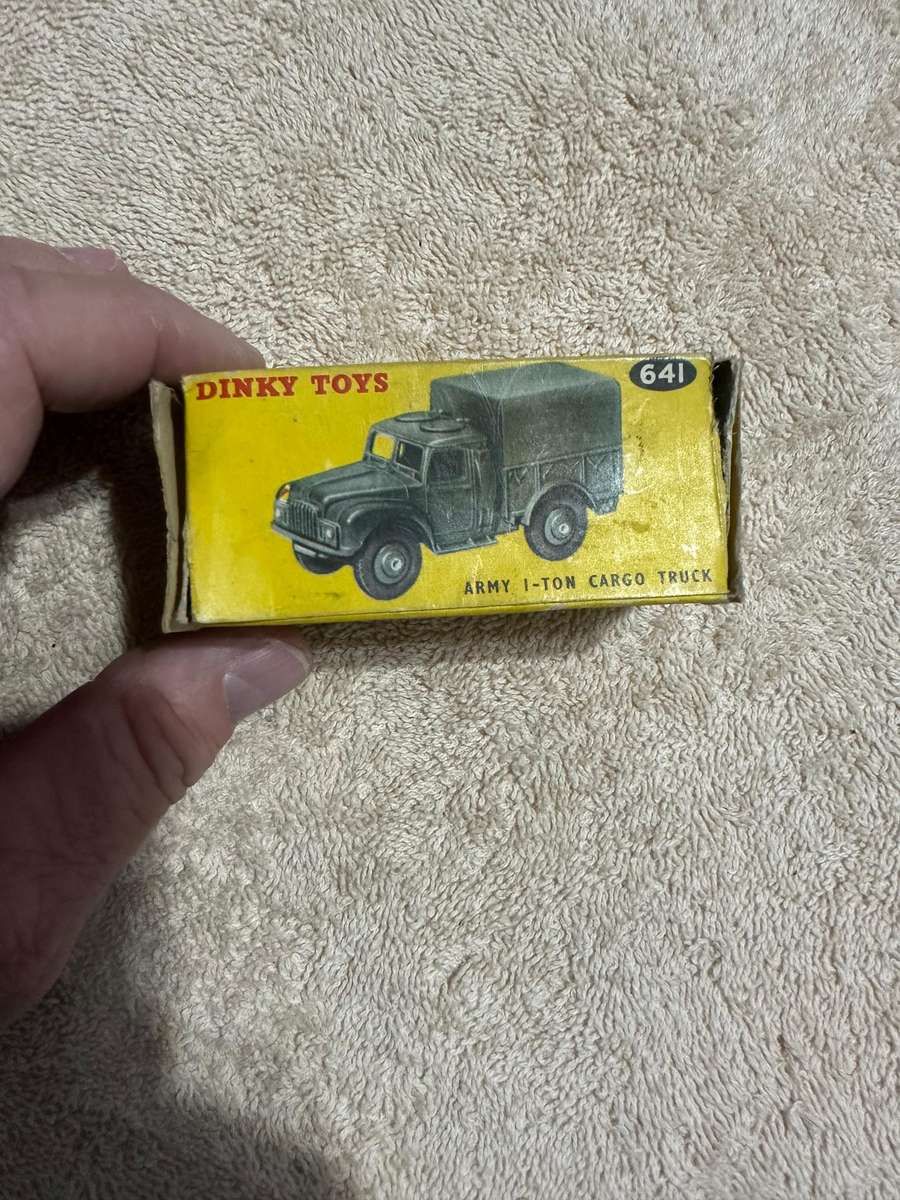 DINKY TOYS
641
ARMY 1-TON CARGO TRUCK